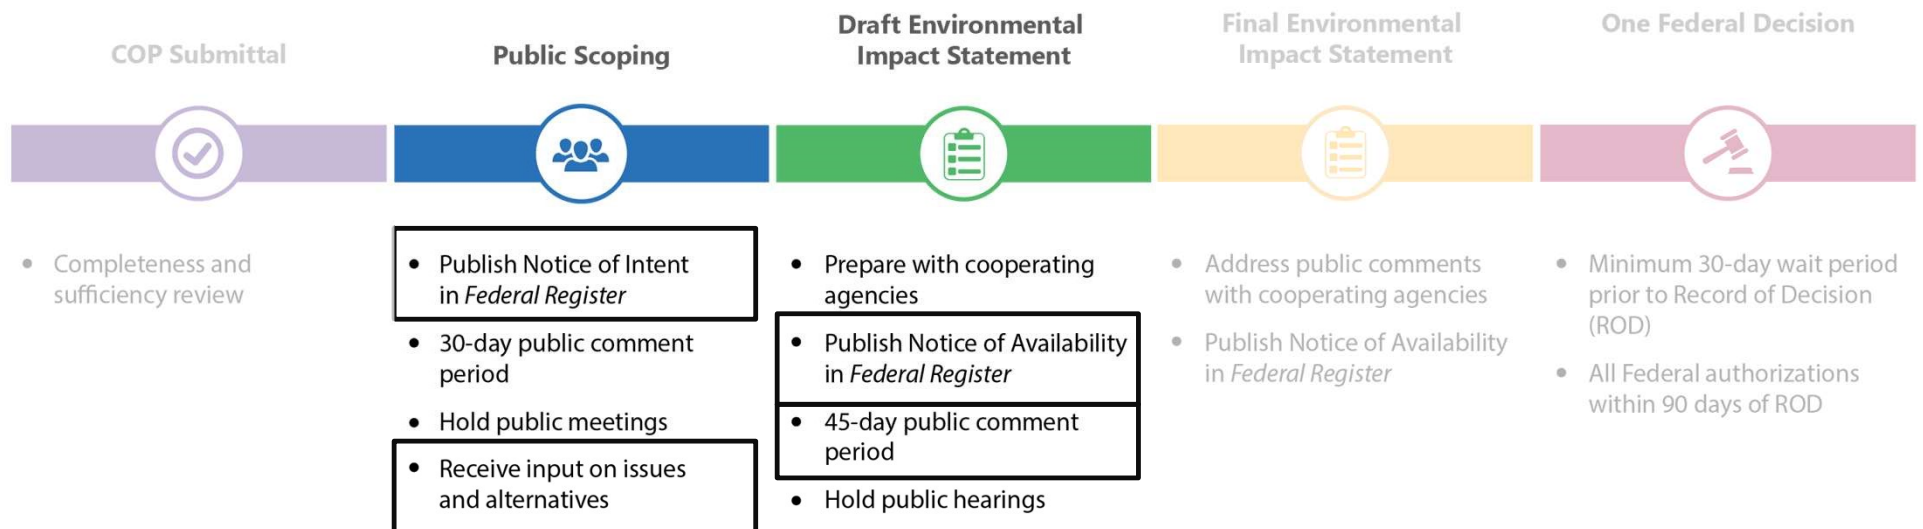 COP Submittal
Public Scoping
Draft Environmental
Impact Statement
Final Environmental
Impact Statement
One Federal Decision
• Completeness and
sufficiency review
• Publish Notice of Intent
in Federal Register
• 30-day public comment
period
• Hold public meetings
• Receive input on issues
and alternatives
• Prepare with cooperating
agencies
• Publish Notice of Availability
in Federal Register
• 45-day public comment
period
• Hold public hearings
• Address public comments
with cooperating agencies
• Publish Notice of Availability
in Federal Register
• Minimum 30-day wait period
prior to Record of Decision
(ROD)
• All Federal authorizations
within 90 days of ROD